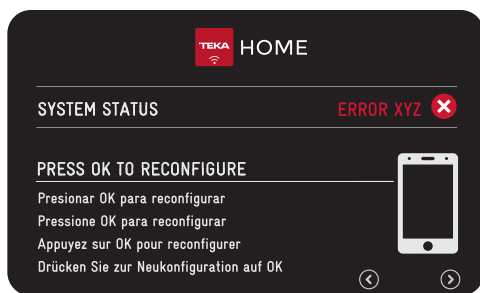 TEKA HOME
SYSTEM STATUS ERROR XYZ
PRESS OK TO RECONFIGURE
Presionar OK para reconfigurar
Pressione OK para reconfigurar
Appuyez sur OK pour reconfigurer
Drücken Sie zur Neukonfiguration auf OK